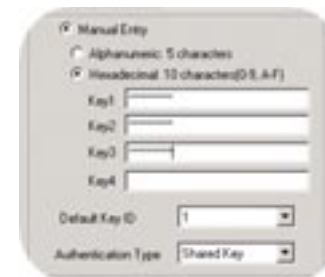 Manual Entry
Alphanumeric: 5 characters
Hexadecimal: 10 characters(0-9, A-F)
Key1
Key2
Key3
Key4
Default Key ID 1
Authentication Type Shared Key